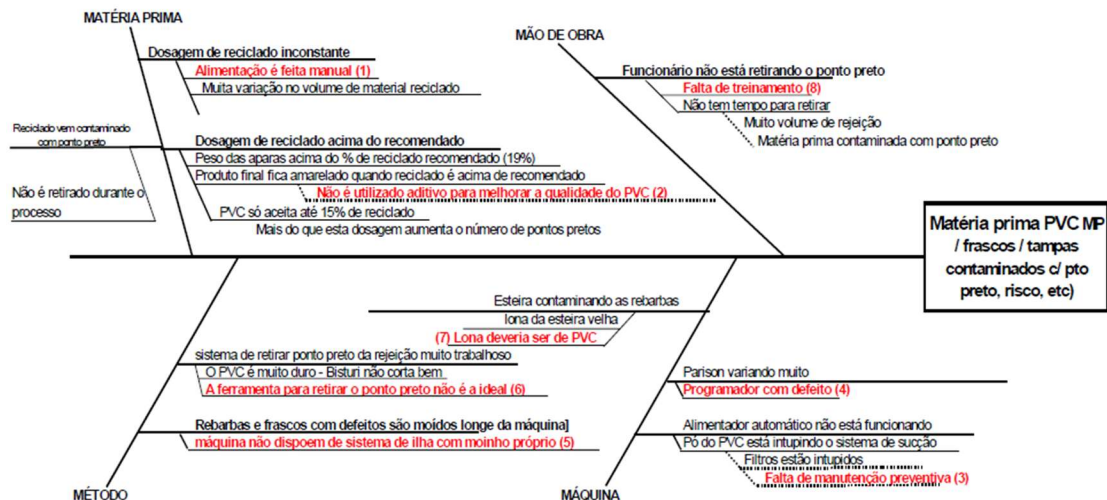 MATÉRIA PRIMA
Dosagem de reciclado inconstante
Alimentação é feita manual (1)
Muita variação no volume de material reciclado
Reciclado vem contaminado
com ponto preto
Não é retirado durante o
processo
Dosagem de reciclado acima do recomendado
Peso das aparas acima do % de reciclado recomendado (19%)
Produto final fica amarelado quando reciclado é acima de recomendado
Não é utilizado aditivo para melhorar a qualidade do PVC (2)
PVC só aceita até 15% de reciclado
Mais do que esta dosagem aumenta o número de pontos pretos
MÃO DE OBRA
Funcionário não está retirando o ponto preto
Falta de treinamento (8)
Não tem tempo para retirar
Muito volume de rejeição
Matéria prima contaminada com ponto preto
Matéria prima PVC MP
/ frascos / tampas
contaminados c/ pto
preto, risco, etc)
Esteira contaminando as rebarbas
lona da esteira velha
(7) Lona deveria ser de PVC
sistema de retirar ponto preto da rejeição muito trabalhoso
O PVC é muito duro - Bisturi não corta bem
A ferramenta para retirar o ponto preto não é a ideal (6)
Rebarbas e frascos com defeitos são moídos longe da máquina]
máquina não dispoem de sistema de ilha com moinho próprio (5)
MÉTODO
Parison variando muito
Programador com defeito (4)
Alimentador automático não está funcionando
Pó do PVC está intupindo o sistema de sucção
Filtros estão intupidos
Falta de manutenção preventiva (3)
MÁQUINA